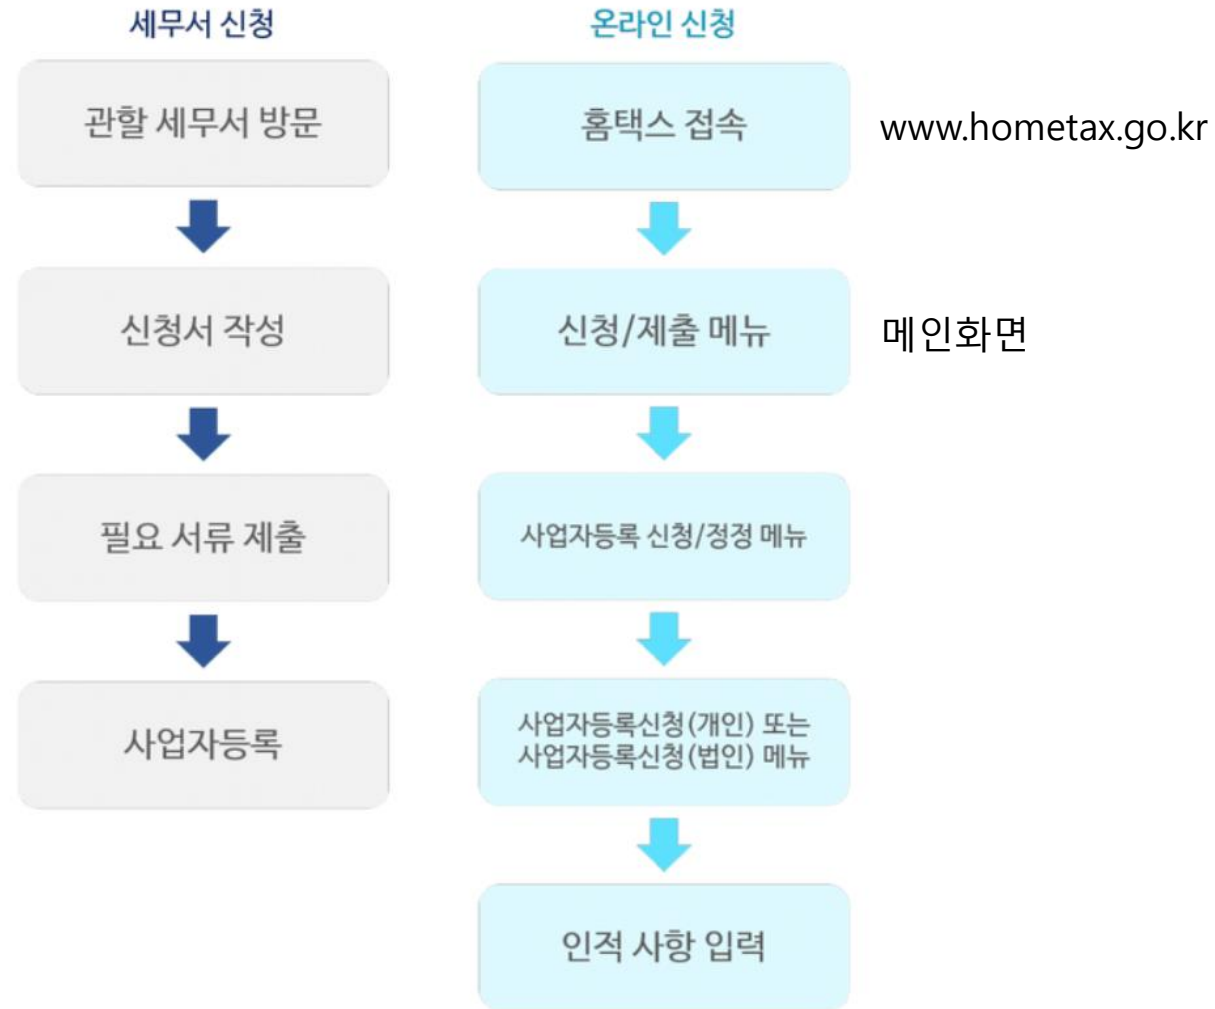 세무서 신청
관할 세무서 방문
신청서 작성
필요 서류 제출
사업자등록
온라인 신청
홈택스 접속
www.hometax.go.kr
신청/제출 메뉴
메인화면
사업자등록 신청/정정 메뉴
사업자등록신청(개인) 또는
사업자등록신청(법인) 메뉴
인적 사항 입력